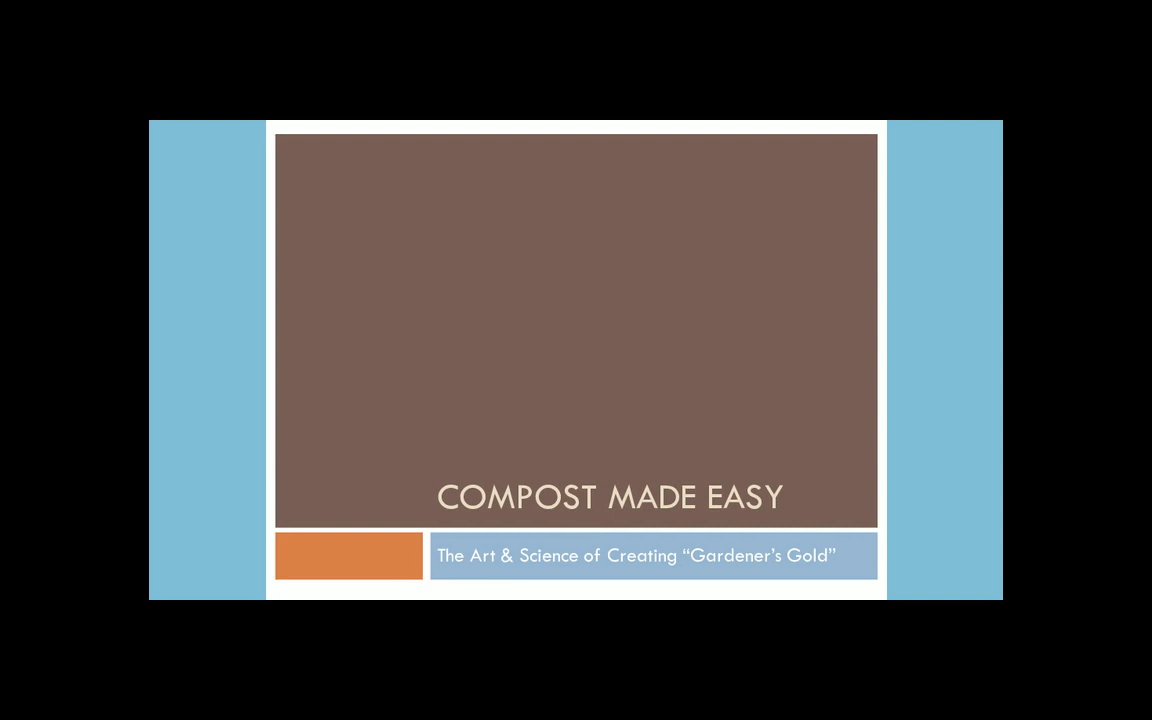 COMPOST MADE EASY
The Art & Science of Creating “Gardener’s Gold”